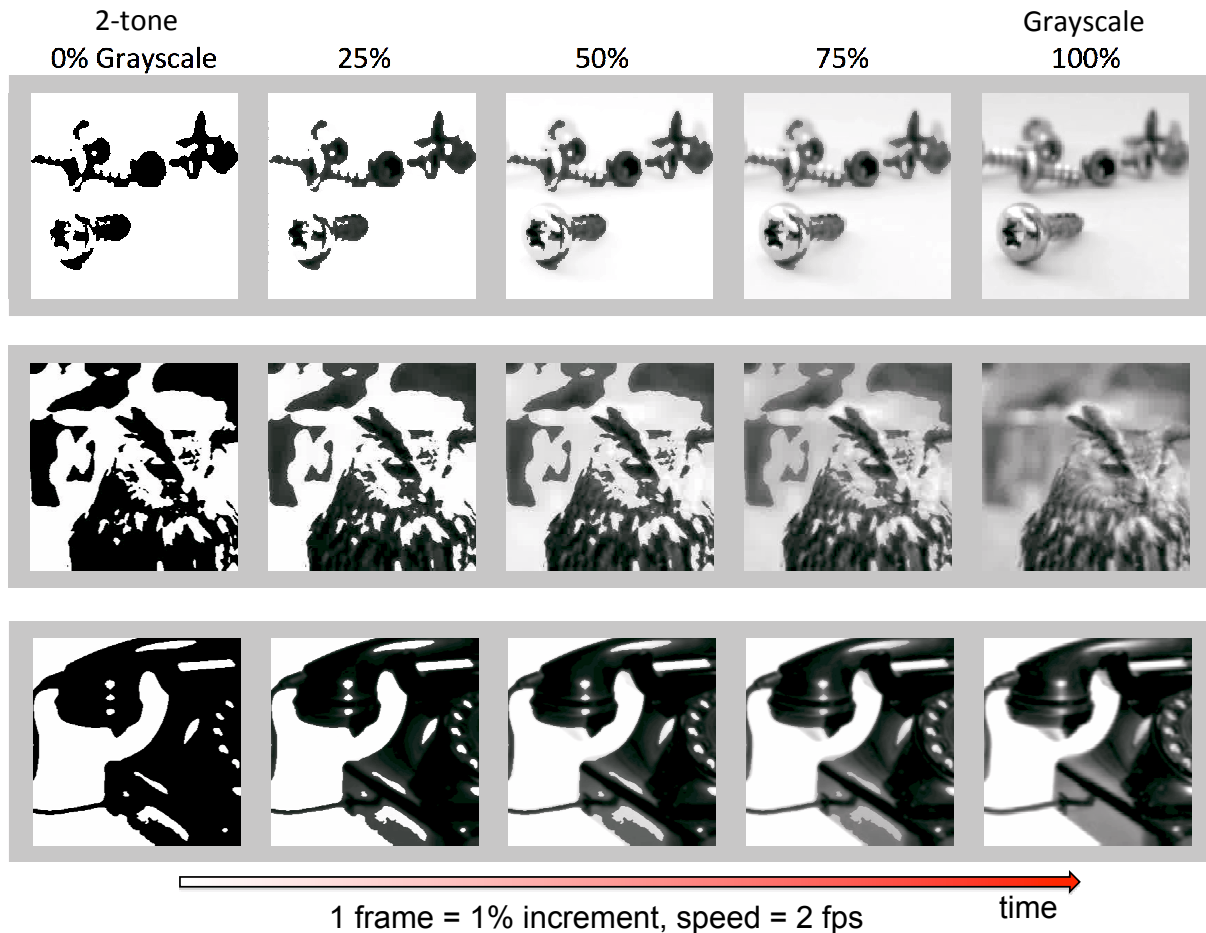 2-tone
Grayscale
0% Grayscale
25%
50%
75%
100%
time
1 frame = 1% increment, speed = 2 fps